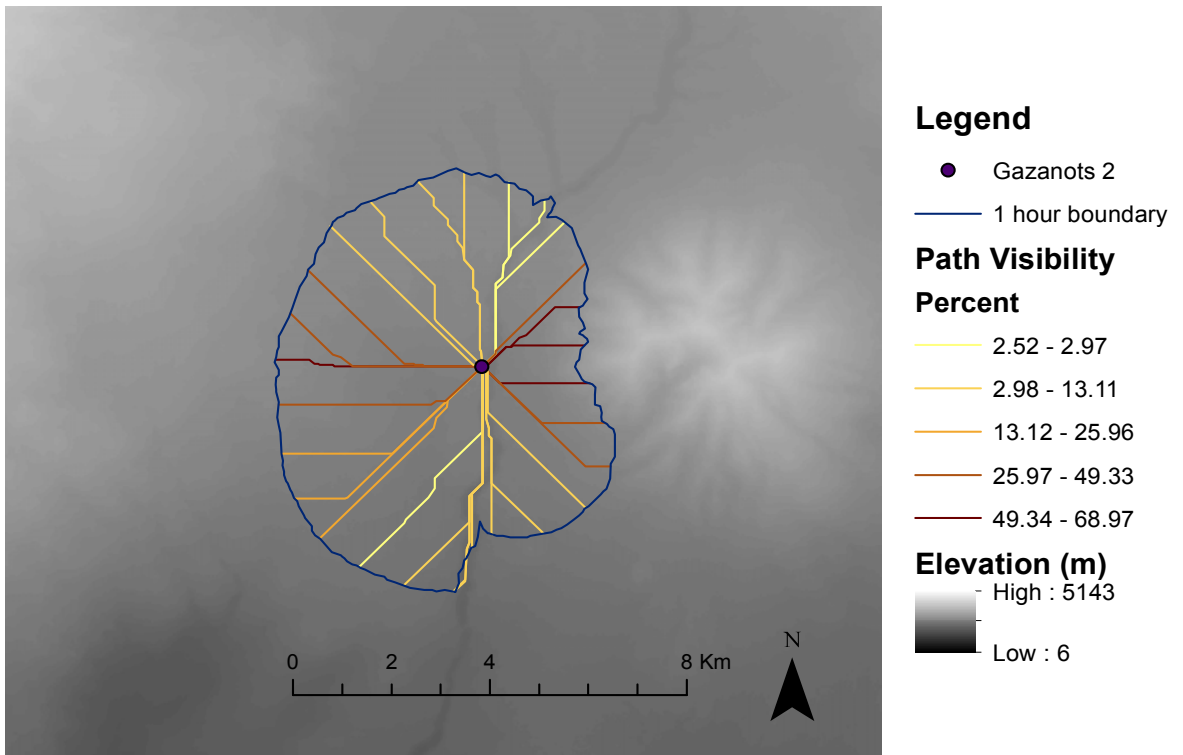 Legend
Gazanots 2
1 hour boundary
Path Visibility
Percent
2.52 - 2.97
2.98 - 13.11
13.12 - 25.96
25.97 - 49.33
49.34 - 68.97
Elevation (m)
High : 5143
Low : 6
0 2 4 8 Km
N